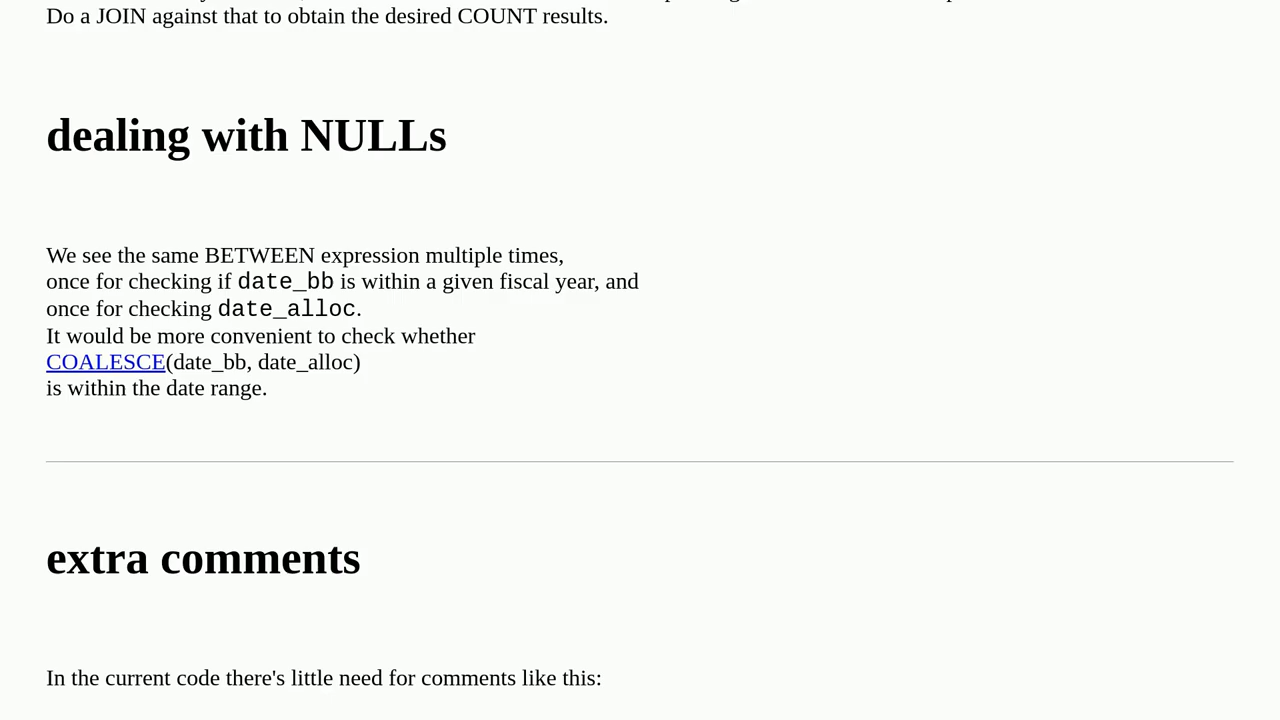 Do a JOIN against that to obtain the desired COUNT results.
dealing with NULLs
We see the same BETWEEN expression multiple times,
once for checking if date_bb is within a given fiscal year, and
once for checking date_alloc.
It would be more convenient to check whether
COALESCE(date_bb, date_alloc)
is within the date range.
extra comments
In the current code there's little need for comments like this: